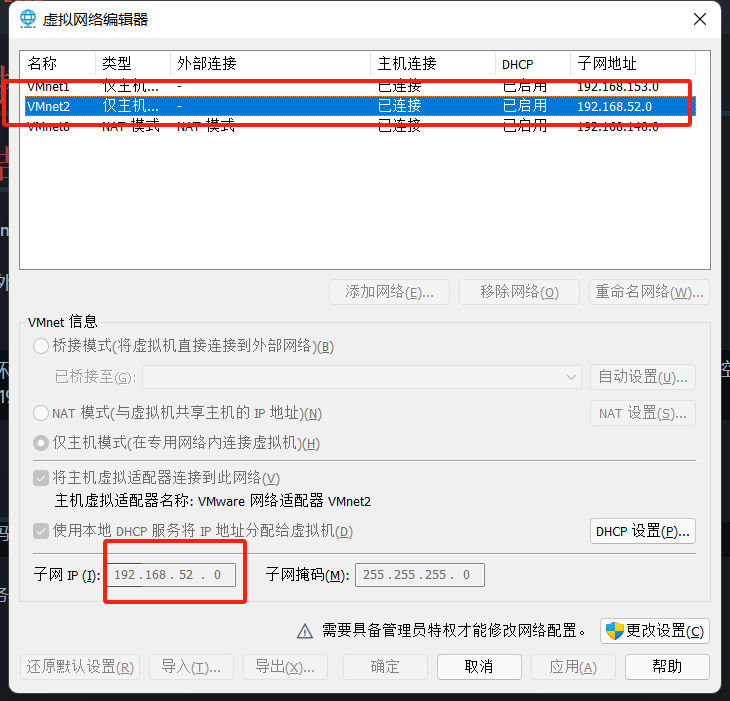 虚拟网络编辑器
名称 类型 外部连接 主机连接 DHCP 子网地址
VMnet1 仅主机... - 已连接 已启用 192.168.153.0
VMnet2 仅主机... - 已连接 已启用 192.168.52.0
VMnet8 NAT 模式 NAT 模式 已连接 已启用 192.168.148.0
添加网络(E)... 移除网络(O) 重命名网络(W)...
VMnet 信息
桥接模式(将虚拟机直接连接到外部网络)(B)
已桥接至(G): 自动设置(U)...
NAT 模式(与虚拟机共享主机的 IP 地址)(N) NAT 设置(S)...
仅主机模式(在专用网络内连接虚拟机)(H)
将主机虚拟适配器连接到此网络(V)
主机虚拟适配器名称: VMware 网络适配器 VMnet2
使用本地 DHCP 服务将 IP 地址分配给虚拟机(D) DHCP 设置(P)...
子网 IP (I): 192 . 168 . 52 . 0 子网掩码(M): 255 . 255 . 255 . 0
需要具备管理员特权才能修改网络配置。 更改设置(C)
还原默认设置(R) 导入(T)... 导出(X)... 确定 取消 应用(A) 帮助